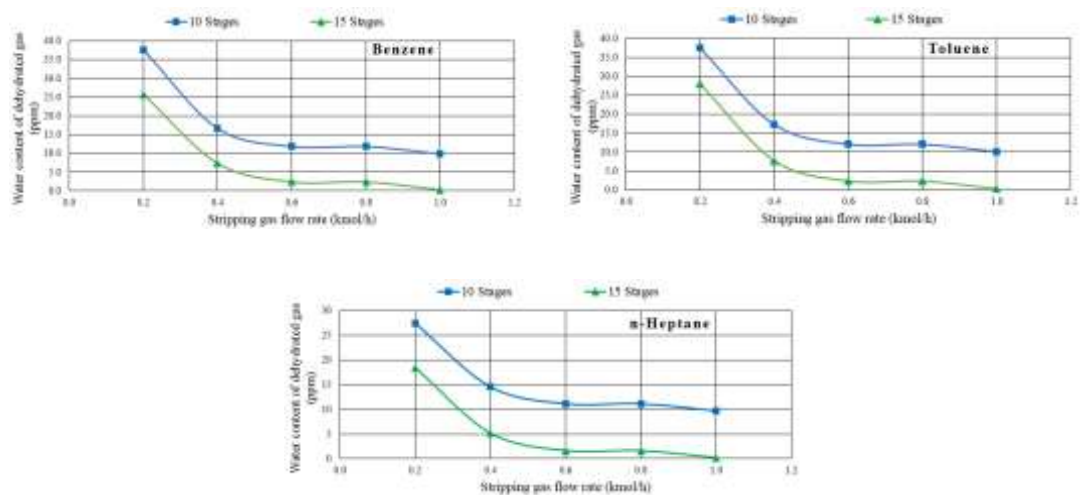 10 Stages 15 Stages
Benzene
Water content of dehydrated gas
(ppm)
40.0
35.0
30.0
25.0
20.0
15.0
10.0
5.0
0.0
0.0 0.2 0.4 0.6 0.8 1.0 1.2
Stripping gas flow rate (kmol/h)
10 Stages 15 Stages
Toluene
Water content of dehydrated gas
(ppm)
40.0
35.0
30.0
25.0
20.0
15.0
10.0
5.0
0.0
0.0 0.2 0.4 0.6 0.8 1.0 1.2
Stripping gas flow rate (kmol/h)
10 Stages 15 Stages
n-Heptane
Water content of dehydrated gas
(ppm)
30
25
20
15
10
5
0
0.0 0.2 0.4 0.6 0.8 1.0 1.2
Stripping gas flow rate (kmol/h)